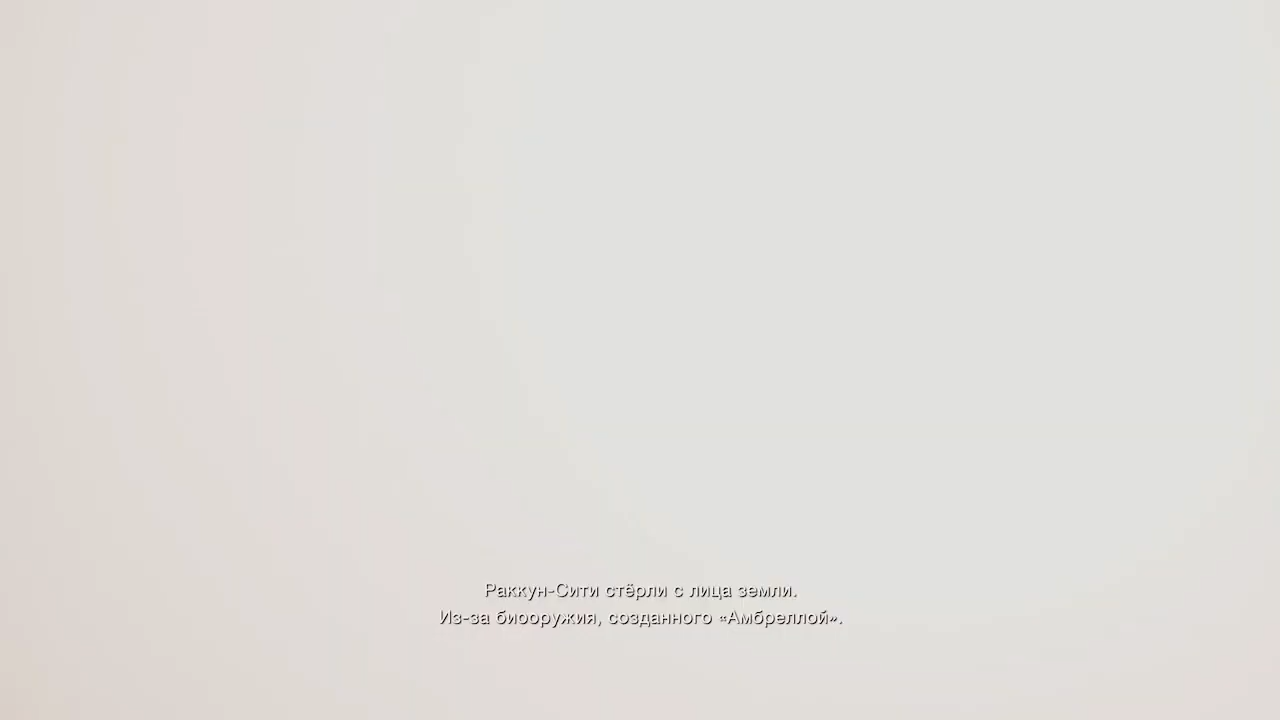 Раккун-Сити стёрли с лица земли.
Из-за биооружия, созданного «Амбреллой».